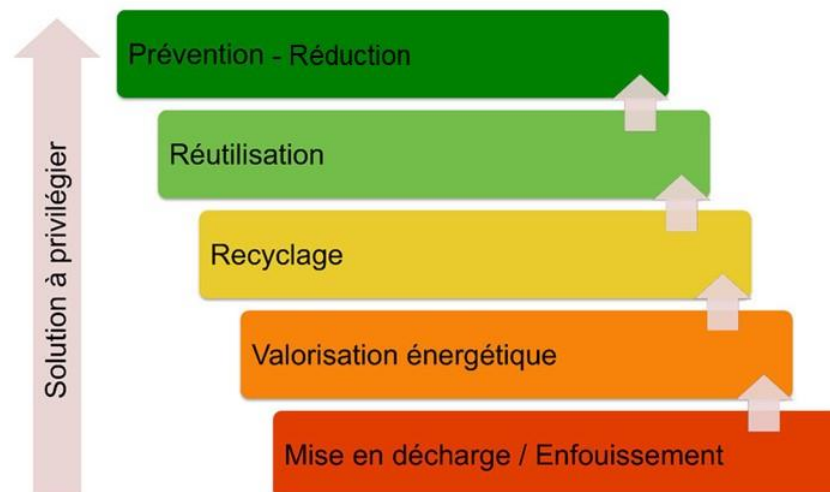 Solution à privilégier
Prévention - Réduction
Réutilisation
Recyclage
Valorisation énergétique
Mise en décharge / Enfouissement